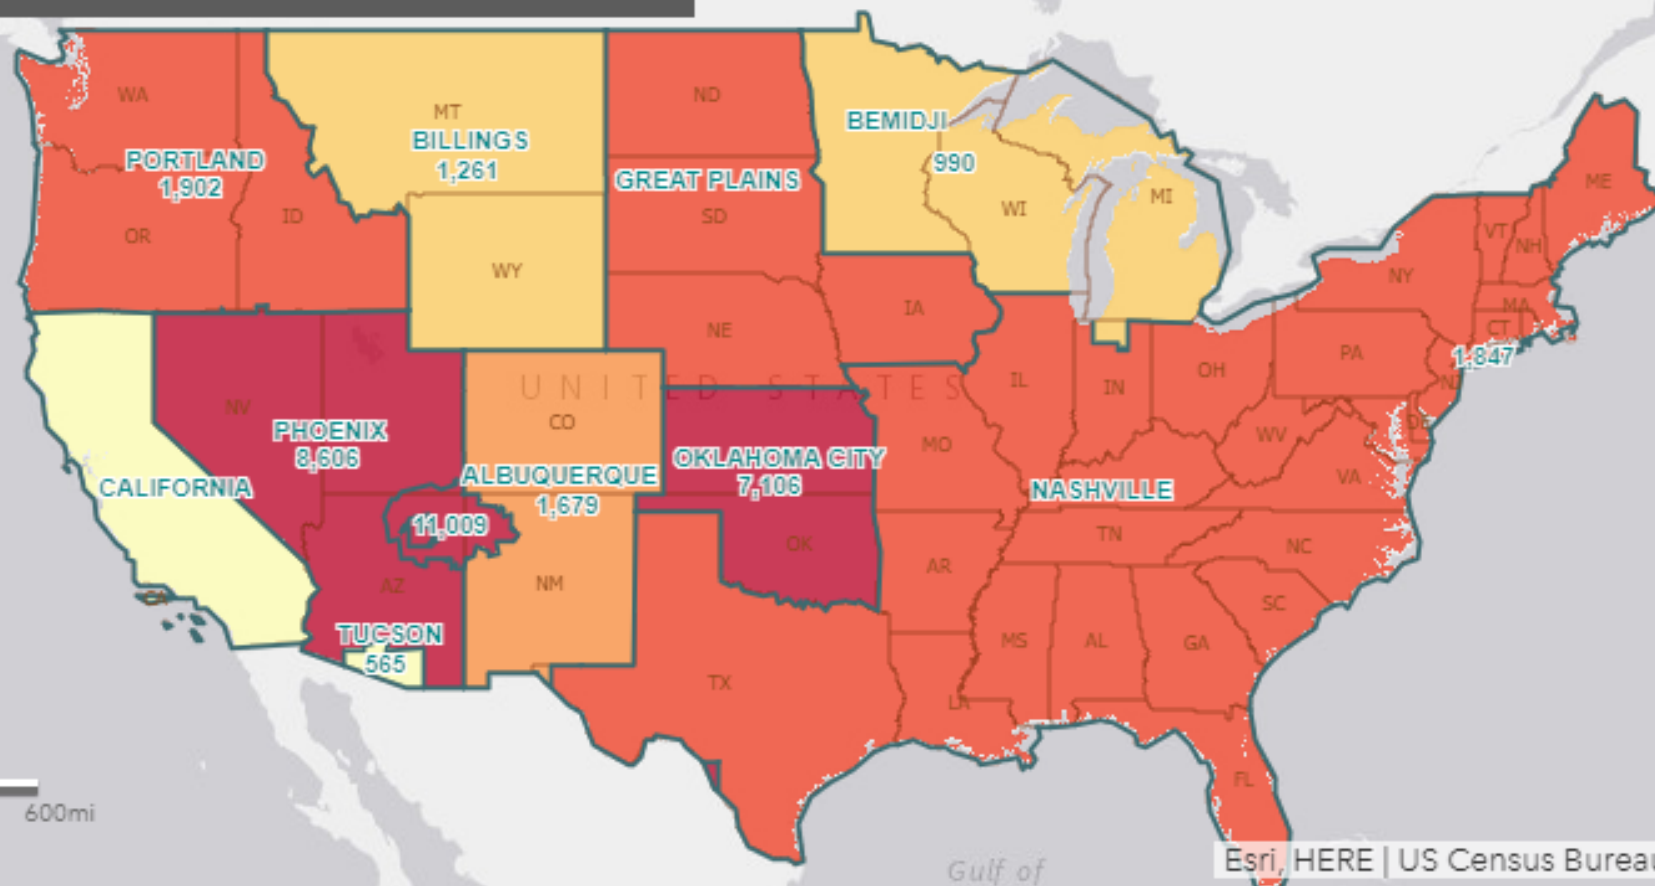 WA
MT
ND
BILLINGS
1,261
BEMIDJI
990
PORTLAND
1,902
GREAT PLAINS
ME
MI
WI
SD
ID
OR
VT
NH
NY
WY
IA
NE
MA
CT
1,847
PA
OH
IL
IN
NJ
UNITED STATES
NV
CO
DE
PHOENIX
8,606
WV
MO
OKLAHOMA CITY
7,106
ALBUQUERQUE
1,679
VA
CALIFORNIA
NASHVILLE
11,009
TN
OK
NC
AR
NM
AZ
CA
SC
TUCSON
565
MS
AL
GA
TX
LA
FL
600mi
Gulf of
Esri, HERE | US Census Bureau